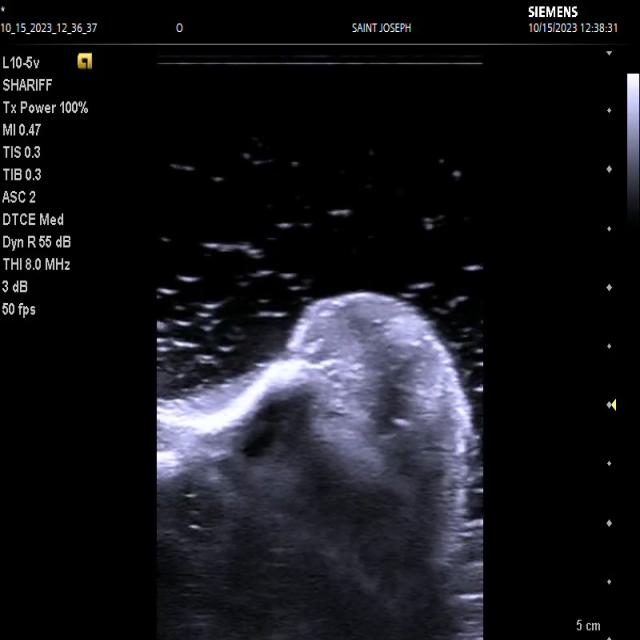 *
SIEMENS
10_15_2023_12_36_37 O SAINT JOSEPH 10/15/2023 12:38:31
L10-5v
SHARIFF
Tx Power 100%
MI 0.47
TIS 0.3
TIB 0.3
ASC 2
DTCE Med
Dyn R 55 dB
THI 8.0 MHz
3 dB
50 fps
5 cm